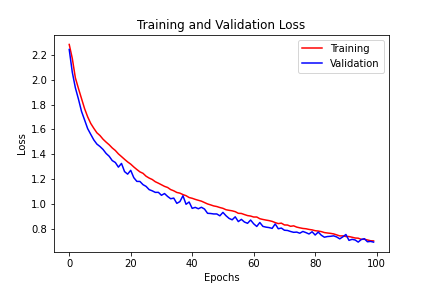 Training and Validation Loss
Training
Validation
Loss
2.2
2.0
1.8
1.6
1.4
1.2
1.0
0.8
0 20 40 60 80 100
Epochs